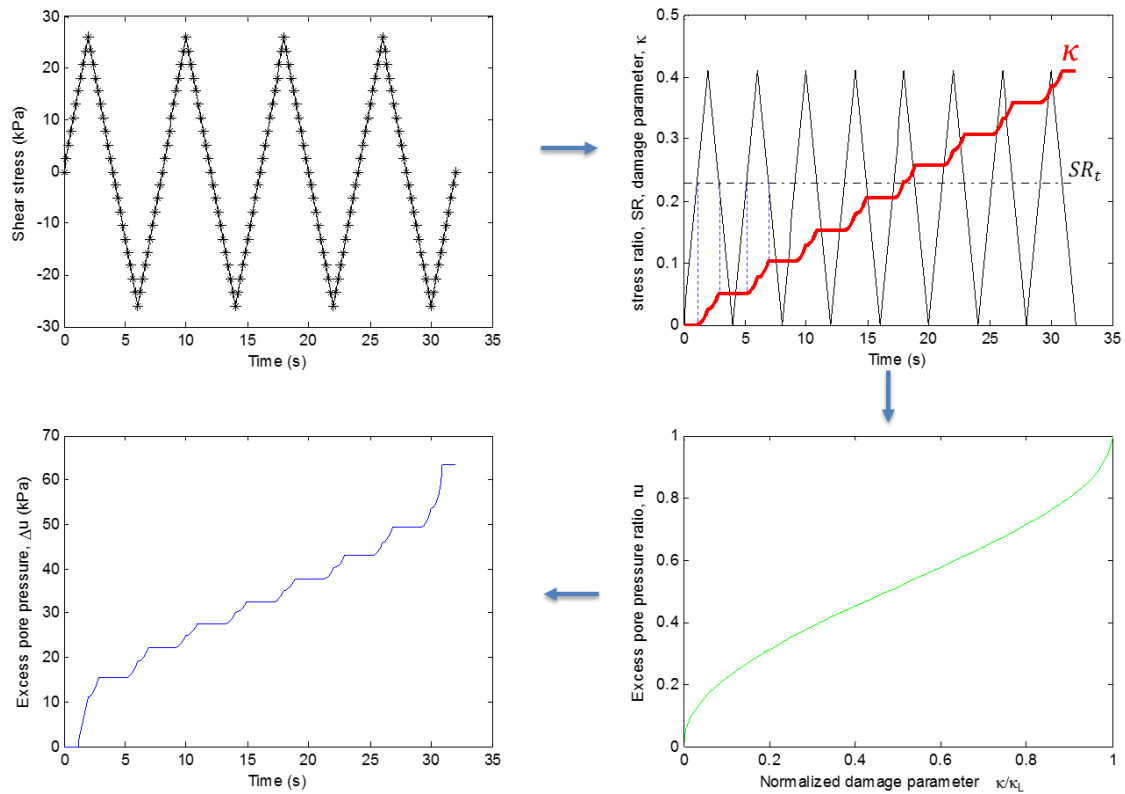 30
20
10
0
-10
-20
-30
Shear stress (kPa)
0 5 10 15 20 25 30 35
Time (s)
0.5
0.4
0.3
0.2
0.1
0
stress ratio, SR, damage parameter, κ
κ
SRt
0 5 10 15 20 25 30 35
Time (s)
70
60
50
40
30
20
10
0
Excess pore pressure, Δu (kPa)
0 5 10 15 20 25 30 35
Time (s)
1
0.8
0.6
0.4
0.2
0
Excess pore pressure ratio, ru
0 0.2 0.4 0.6 0.8 1
Normalized damage parameter κ/κL